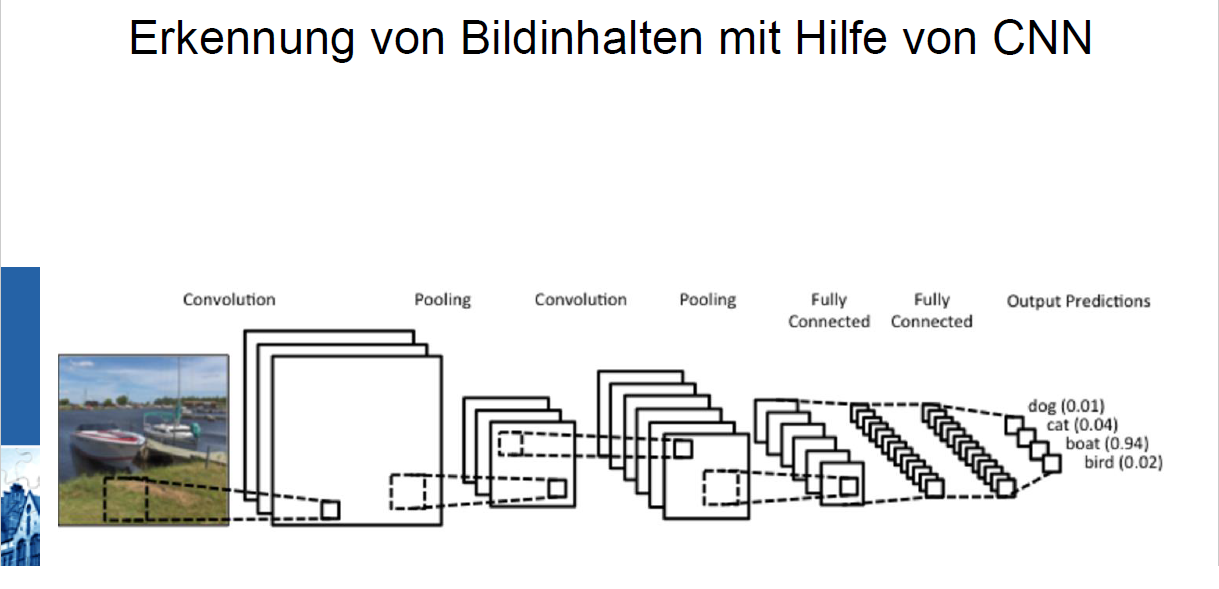 Erkennung von Bildinhalten mit Hilfe von CNN
Convolution
Pooling
Convolution
Pooling
Fully
Connected
Fully
Connected
Output Predictions
dog (0.01)
cat (0.04)
boat (0.94)
bird (0.02)